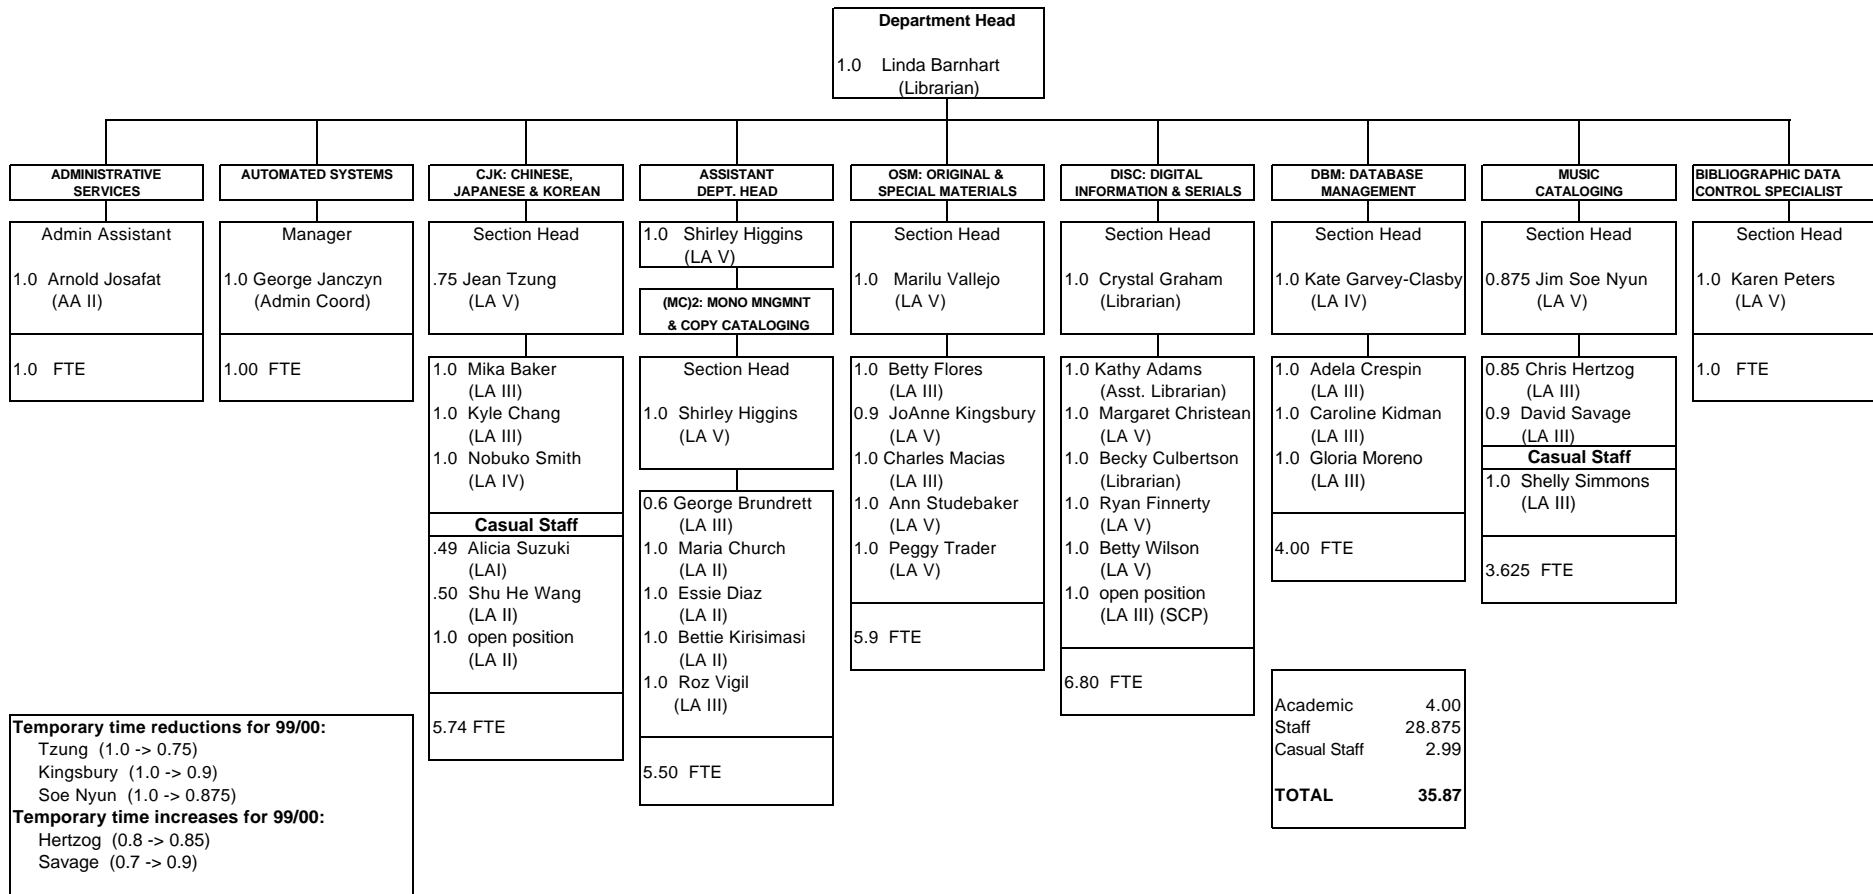 Department Head
1.0 Linda Barnhart
(Librarian)
ADMINISTRATIVE
SERVICES
Admin Assistant
1.0 Arnold Josafat
(AA II)
1.0 FTE
AUTOMATED SYSTEMS
Manager
1.0 George Janczyn
(Admin Coord)
1.00 FTE
CJK: CHINESE,
JAPANESE & KOREAN
Section Head
.75 Jean Tzung
(LA V)
1.0 Mika Baker
(LA III)
1.0 Kyle Chang
(LA III)
1.0 Nobuko Smith
(LA IV)
Casual Staff
.49 Alicia Suzuki
(LAI)
.50 Shu He Wang
(LA II)
1.0 open position
(LA II)
5.74 FTE
ASSISTANT
DEPT. HEAD
1.0 Shirley Higgins
(LA V)
(MC)2: MONO MNGMNT
& COPY CATALOGING
Section Head
1.0 Shirley Higgins
(LA V)
0.6 George Brundrett
(LA III)
1.0 Maria Church
(LA II)
1.0 Essie Diaz
(LA II)
1.0 Bettie Kirisimasi
(LA II)
1.0 Roz Vigil
(LA III)
5.50 FTE
OSM: ORIGINAL &
SPECIAL MATERIALS
Section Head
1.0 Marilu Vallejo
(LA V)
1.0 Betty Flores
(LA III)
0.9 JoAnne Kingsbury
(LA V)
1.0 Charles Macias
(LA III)
1.0 Ann Studebaker
(LA V)
1.0 Peggy Trader
(LA V)
5.9 FTE
DISC: DIGITAL
INFORMATION & SERIALS
Section Head
1.0 Crystal Graham
(Librarian)
1.0 Kathy Adams
(Asst. Librarian)
1.0 Margaret Christean
(LA V)
1.0 Becky Culbertson
(Librarian)
1.0 Ryan Finnerty
(LA V)
1.0 Betty Wilson
(LA V)
1.0 open position
(LA III) (SCP)
6.80 FTE
DBM: DATABASE
MANAGEMENT
Section Head
1.0 Kate Garvey-Clasby
(LA IV)
1.0 Adela Crespin
(LA III)
1.0 Caroline Kidman
(LA III)
1.0 Gloria Moreno
(LA III)
4.00 FTE
MUSIC
CATALOGING
Section Head
0.875 Jim Soe Nyun
(LA V)
0.85 Chris Hertzog
(LA III)
0.9 David Savage
(LA III)
Casual Staff
1.0 Shelly Simmons
(LA III)
3.625 FTE
BIBLIOGRAPHIC DATA
CONTROL SPECIALIST
Section Head
1.0 Karen Peters
(LA V)
1.0 FTE
Temporary time reductions for 99/00:
Tzung (1.0 -> 0.75)
Kingsbury (1.0 -> 0.9)
Soe Nyun (1.0 -> 0.875)
Temporary time increases for 99/00:
Hertzog (0.8 -> 0.85)
Savage (0.7 -> 0.9)
Academic 4.00
Staff 28.875
Casual Staff 2.99
TOTAL 35.87